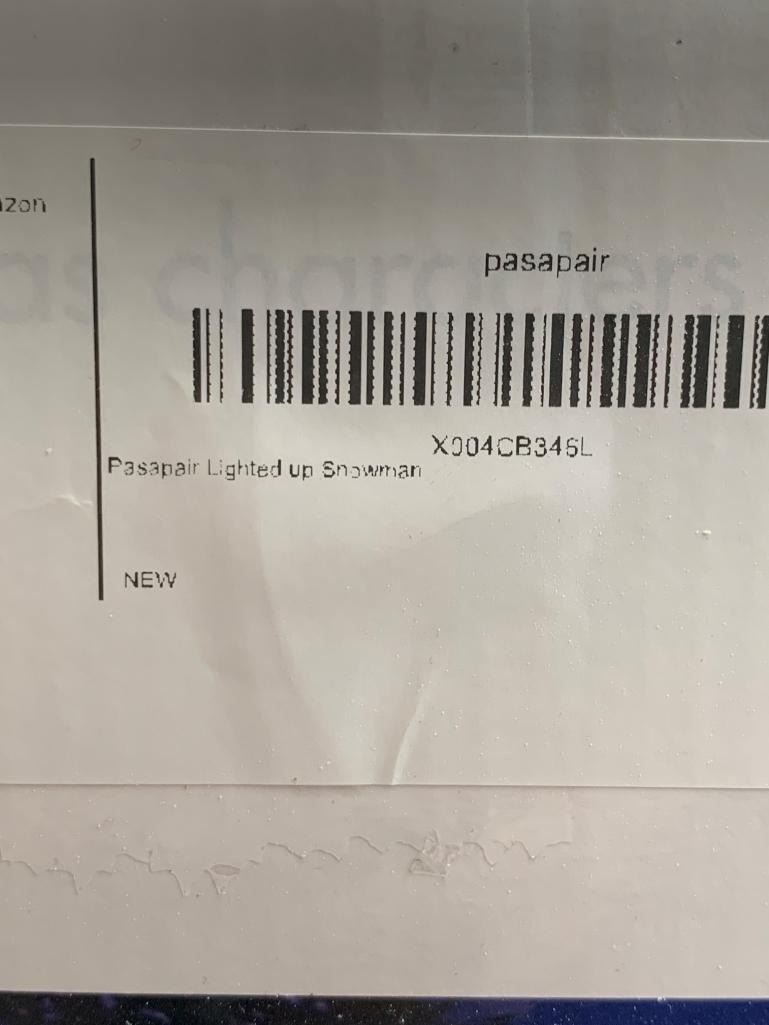 pasapair
X004CB346L
Pasapair Lighted up Snowman
NEW